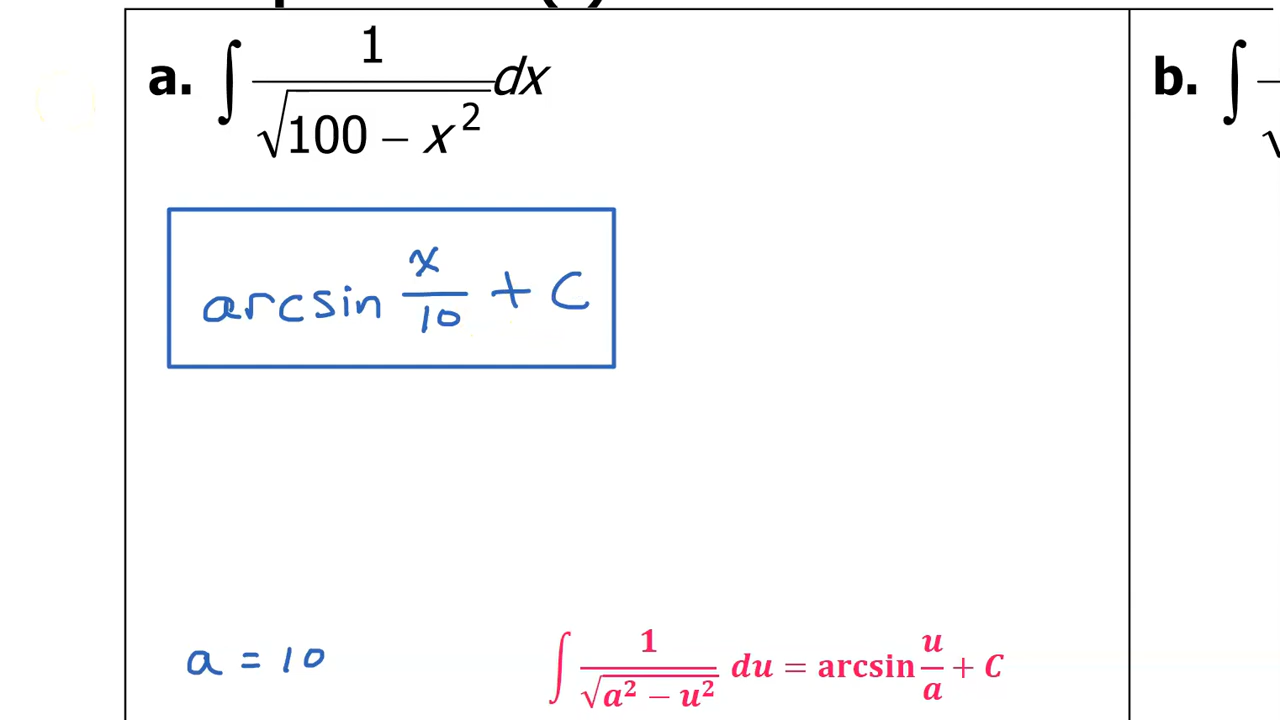 a. ∫ 1/√(100 – x²) dx
b. ∫
arcsin x/10 + C
a = 10
∫ 1/√(a² − u²) du = arcsin u/a + C